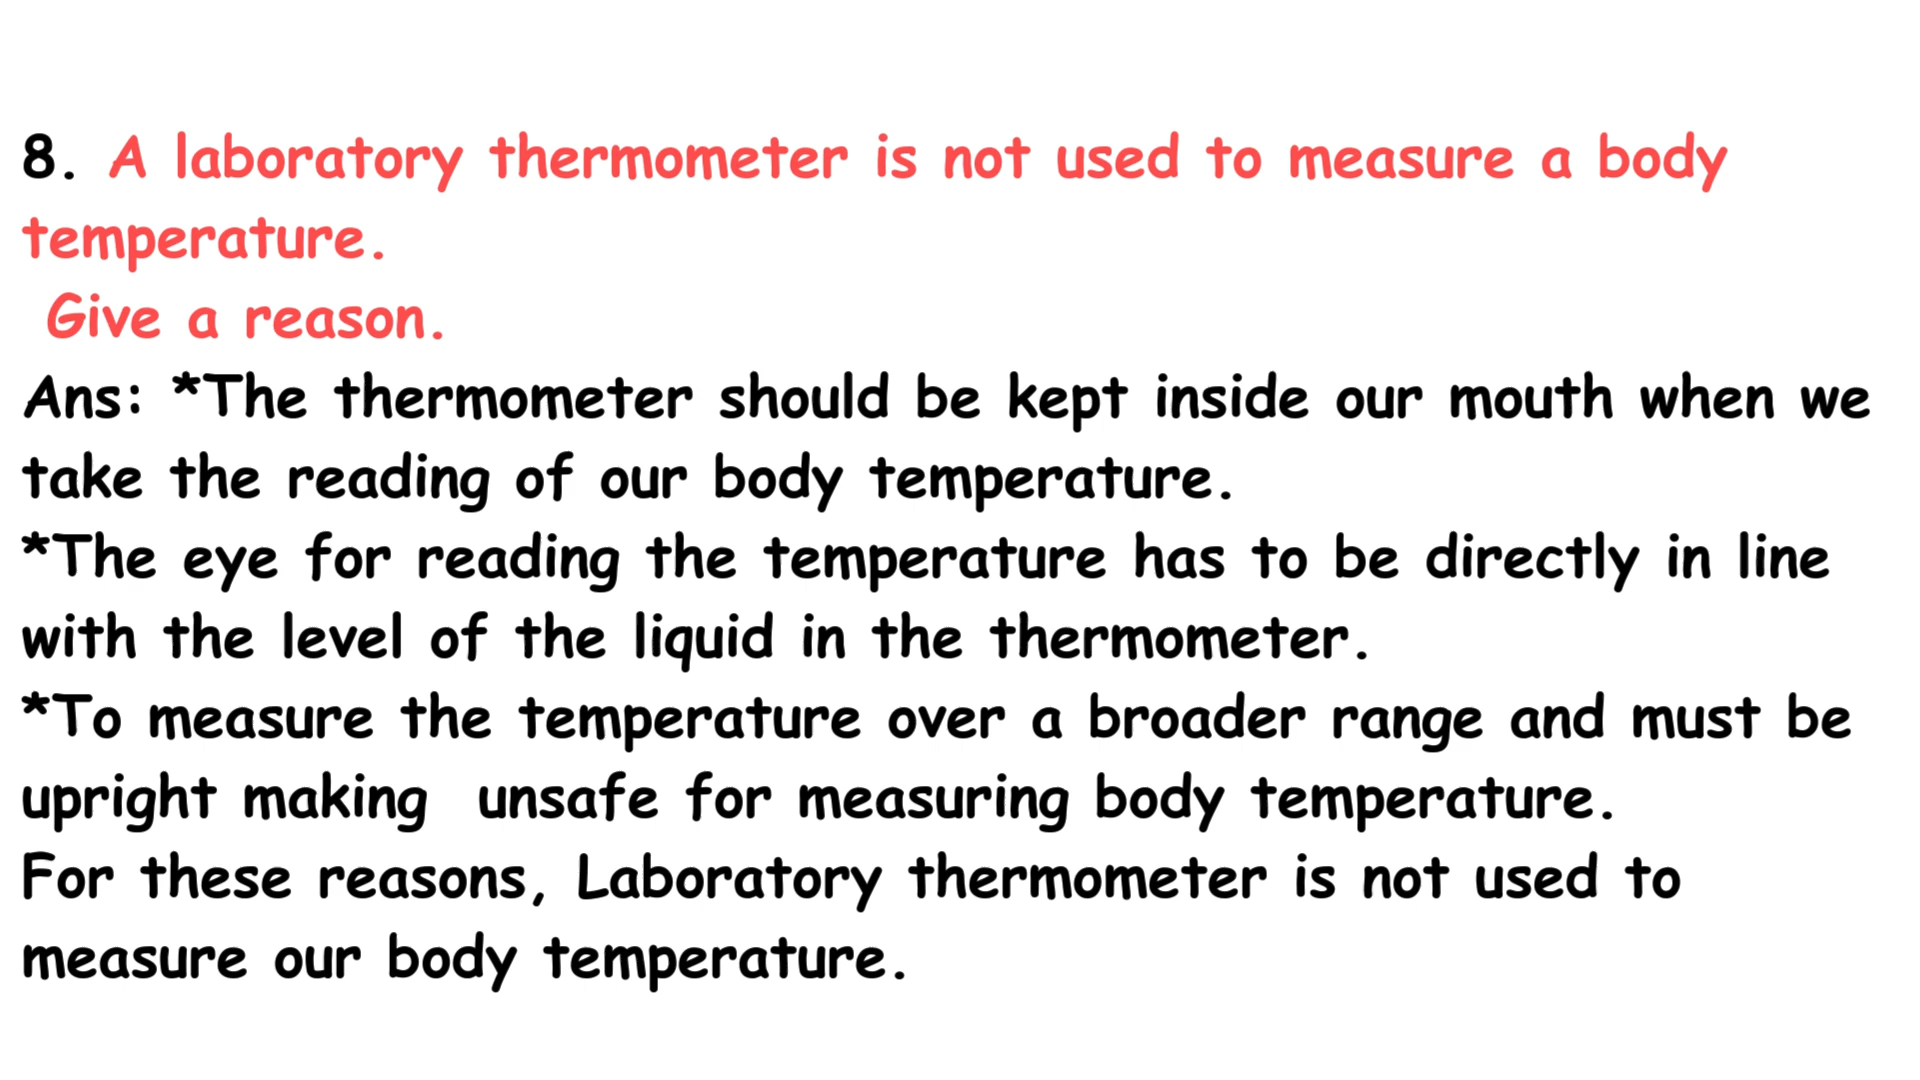 8. A laboratory thermometer is not used to measure a body
temperature.
Give a reason.
Ans: *The thermometer should be kept inside our mouth when we
take the reading of our body temperature.
*The eye for reading the temperature has to be directly in line
with the level of the liquid in the thermometer.
*To measure the temperature over a broader range and must be
upright making unsafe for measuring body temperature.
For these reasons, Laboratory thermometer is not used to
measure our body temperature.